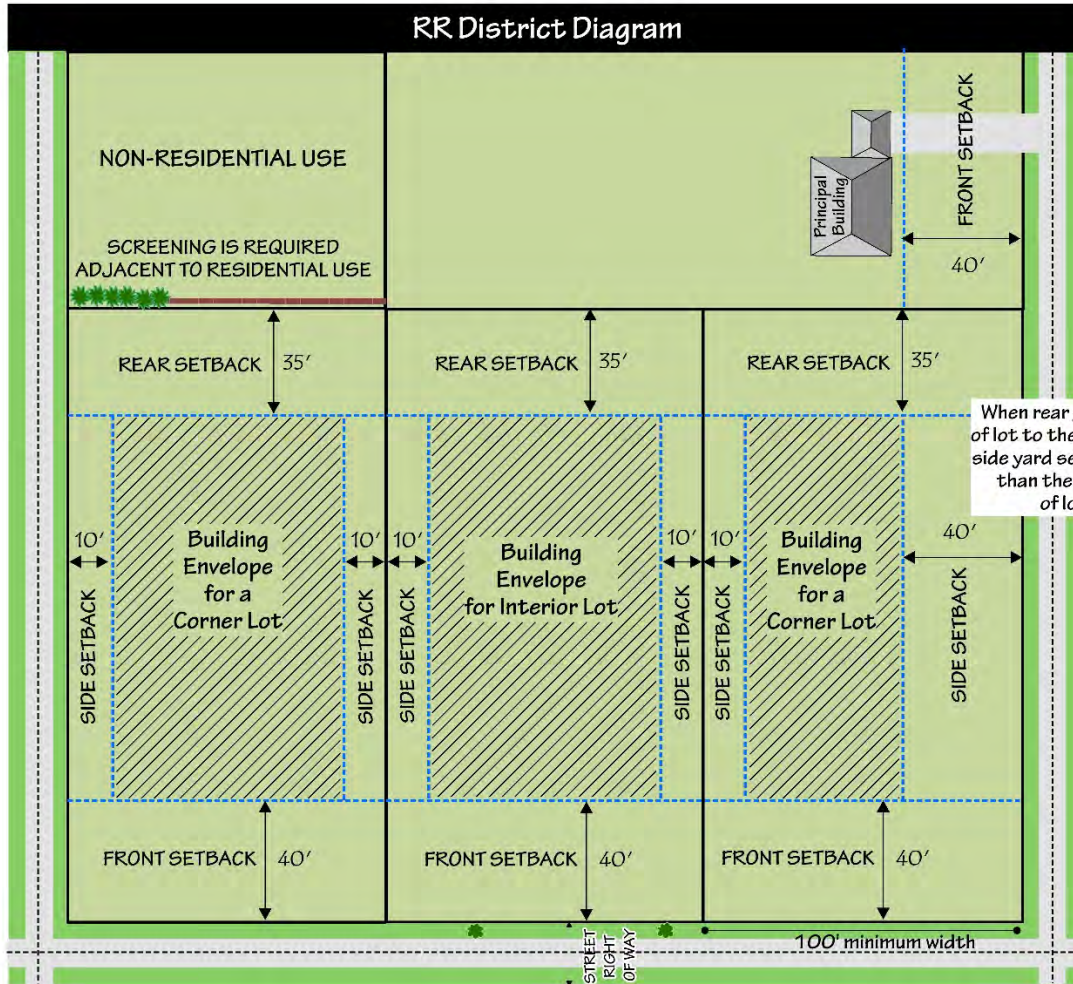 RR District Diagram
NON-RESIDENTIAL USE
SCREENING IS REQUIRED
ADJACENT TO RESIDENTIAL USE
Principal
Building
FRONT SETBACK
40'
REAR SETBACK 35'
REAR SETBACK 35'
REAR SETBACK 35'
When rear
of lot to the
side yard se
than the
of lo
10'
SIDE SETBACK
Building
Envelope
for a
Corner Lot
10'
SIDE SETBACK
10'
SIDE SETBACK
Building
Envelope
for Interior Lot
10'
SIDE SETBACK
10'
SIDE SETBACK
Building
Envelope
for a
Corner Lot
40'
SIDE SETBACK
FRONT SETBACK 40'
FRONT SETBACK 40'
FRONT SETBACK 40'
STREET
RIGHT
OF WAY
100' minimum width